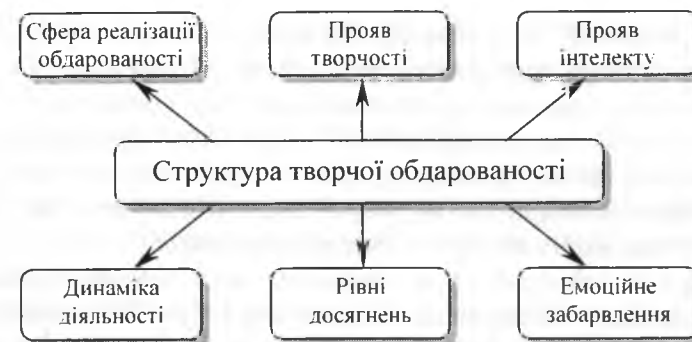 Сфера реалізації
обдарованості
Прояв
творчості
Прояв
інтелекту
Структура творчої обдарованості
Динаміка
діяльності
Рівні
досягнень
Емоційне
забарвлення